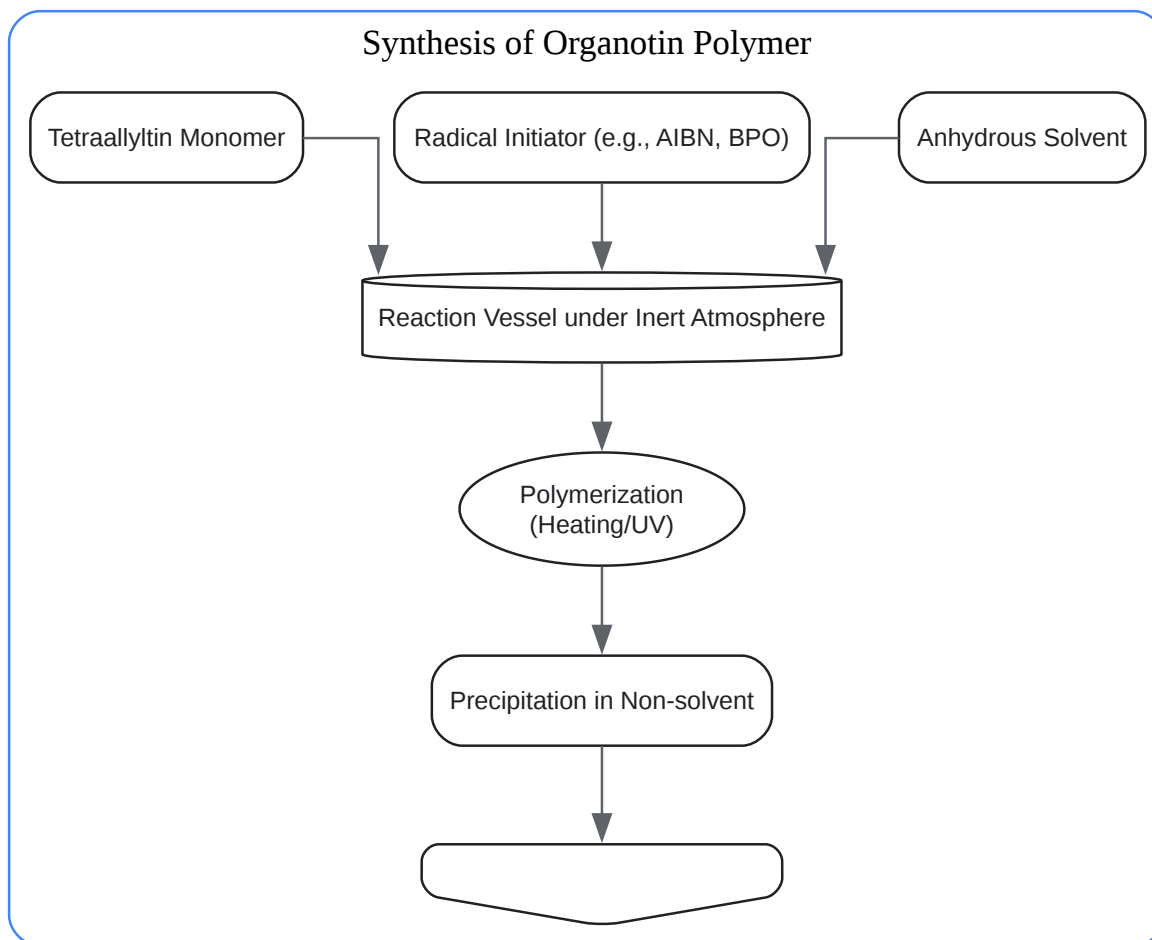 Synthesis of Organotin Polymer
Tetraallyltin Monomer
Radical Initiator (e.g., AIBN, BPO)
Anhydrous Solvent
Reaction Vessel under Inert Atmosphere
Polymerization
(Heating/UV)
Precipitation in Non-solvent